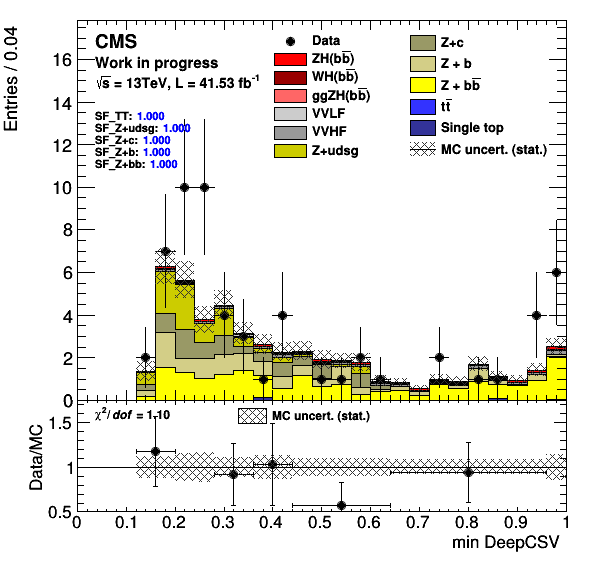 CMS
Work in progress
√s = 13TeV, L = 41.53 fb⁻¹
SF_TT: 1.000
SF_Z+udsg: 1.000
SF_Z+c: 1.000
SF_Z+b: 1.000
SF_Z+bb: 1.000
Data
ZH(bb̅)
WH(bb̅)
ggZH(bb̅)
VVLF
VVHF
Z+udsg
Z+c
Z + b
Z + bb̅
tt̅
Single top
MC uncert. (stat.)
Entries / 0.04
16
14
12
10
8
6
4
2
0
χ²/ dof = 1.10
MC uncert. (stat.)
Data/MC
1.5
1
0.5
0 0.1 0.2 0.3 0.4 0.5 0.6 0.7 0.8 0.9 1
min DeepCSV